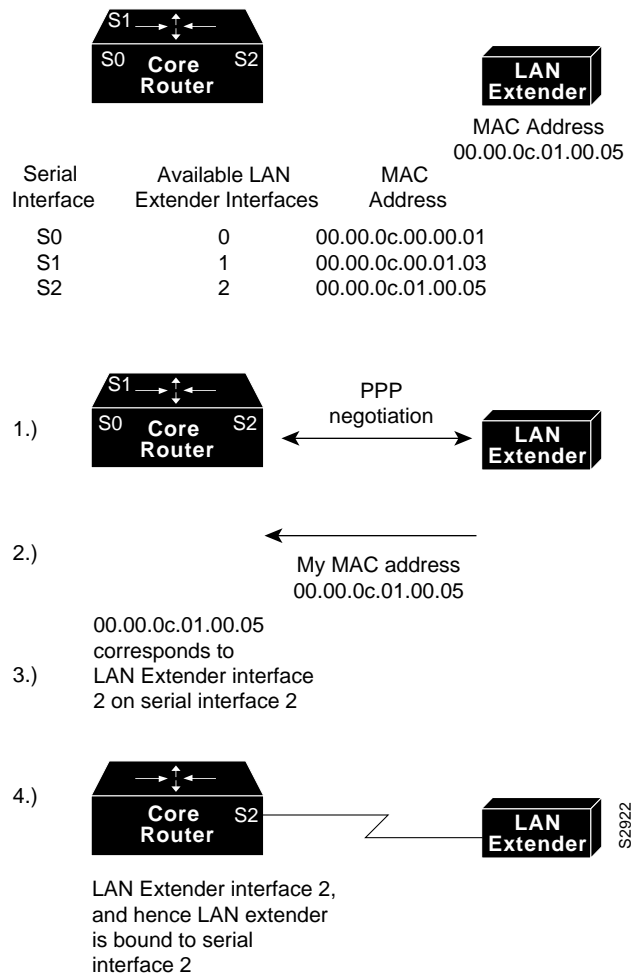 S1
S0 Core S2
Router
LAN
Extender
MAC Address
00.00.0c.01.00.05
Serial Available LAN MAC
Interface Extender Interfaces Address
S0 0 00.00.0c.00.00.01
S1 1 00.00.0c.00.01.03
S2 2 00.00.0c.01.00.05
S1
PPP
negotiation
1.) S0 Core S2
Router
LAN
Extender
2.)
My MAC address
00.00.0c.01.00.05
00.00.0c.01.00.05
corresponds to
3.) LAN Extender interface
2 on serial interface 2
4.)
Core S2
Router
LAN
Extender
S2922
LAN Extender interface 2,
and hence LAN extender
is bound to serial
interface 2